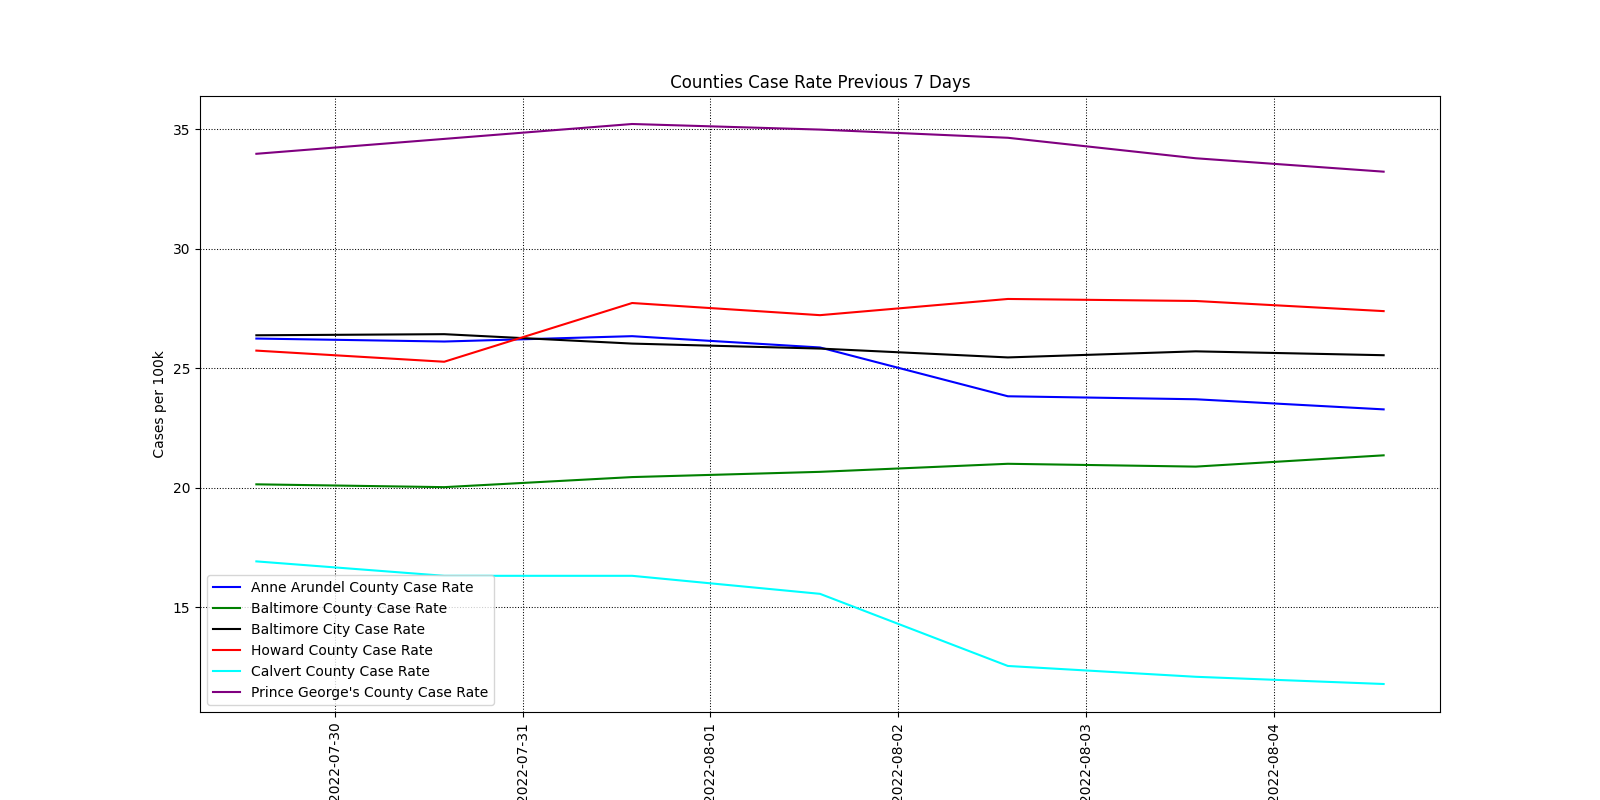 Counties Case Rate Previous 7 Days
Cases per 100k
35
30
25
20
15
Anne Arundel County Case Rate
Baltimore County Case Rate
Baltimore City Case Rate
Howard County Case Rate
Calvert County Case Rate
Prince George's County Case Rate
2022-07-30
2022-07-31
2022-08-01
2022-08-02
2022-08-03
2022-08-04